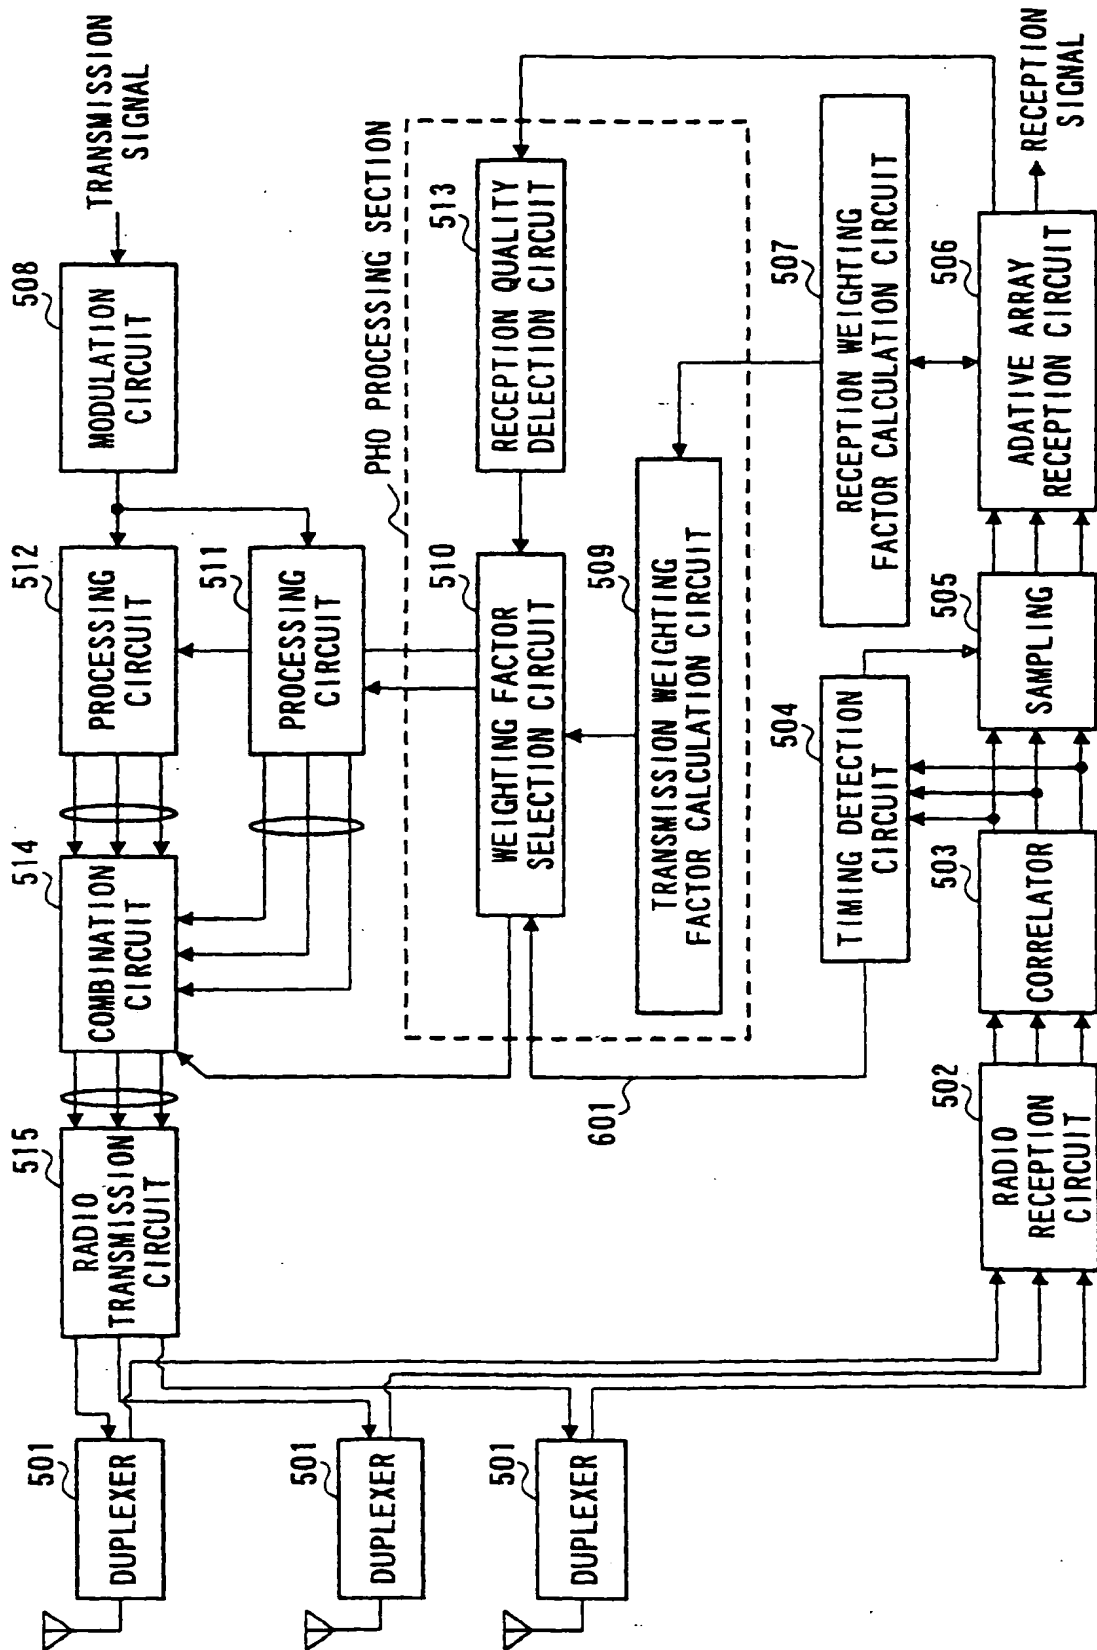 501
DUPLEXER
501
DUPLEXER
501
DUPLEXER
515
RADIO
TRANSMISSION
CIRCUIT
514
COMBINATION
CIRCUIT
512
PROCESSING
CIRCUIT
511
PROCESSING
CIRCUIT
508
MODULATION
CIRCUIT
TRANSMISSION
SIGNAL
PHO PROCESSING SECTION
510
WEIGHTING FACTOR
SELECTION CIRCUIT
513
RECEPTION QUALITY
DELECTION CIRCUIT
509
TRANSMISSION WEIGHTING
FACTOR CALCULATION CIRCUIT
601
504
TIMING DETECTION
CIRCUIT
507
RECEPTION WEIGHTING
FACTOR CALCULATION CIRCUIT
502
RADIO
RECEPTION
CIRCUIT
503
CORRELATOR
505
SAMPLING
506
ADATIVE ARRAY
RECEPTION CIRCUIT
RECEPTION
SIGNAL